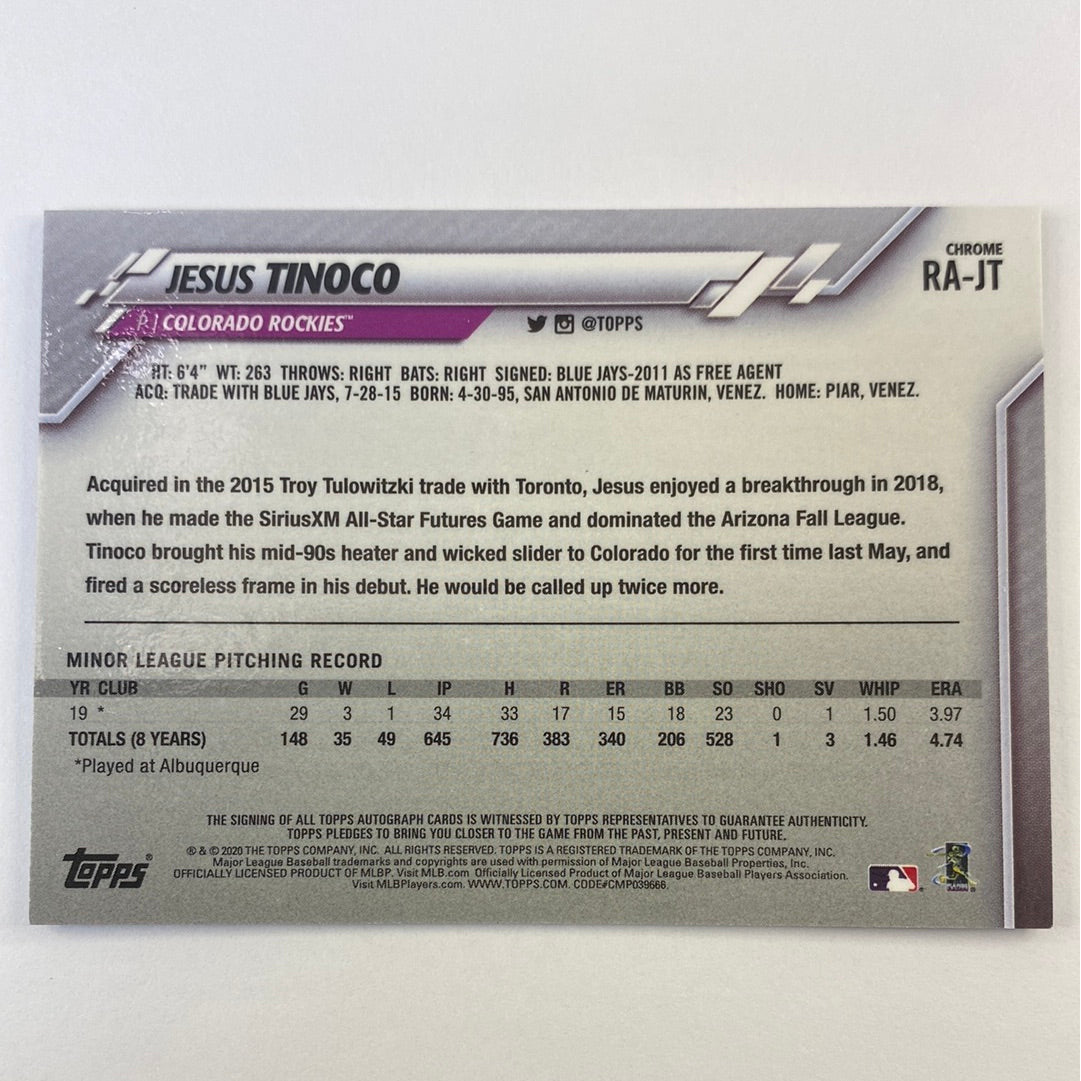 JESUS TINOCO
CHROME
RA-JT
P | COLORADO ROCKIES™
@TOPPS
HT: 6'4" WT: 263 THROWS: RIGHT BATS: RIGHT SIGNED: BLUE JAYS-2011 AS FREE AGENT
ACQ: TRADE WITH BLUE JAYS, 7-28-15 BORN: 4-30-95, SAN ANTONIO DE MATURIN, VENEZ. HOME: PIAR, VENEZ.
Acquired in the 2015 Troy Tulowitzki trade with Toronto, Jesus enjoyed a breakthrough in 2018,
when he made the SiriusXM All-Star Futures Game and dominated the Arizona Fall League.
Tinoco brought his mid-90s heater and wicked slider to Colorado for the first time last May, and
fired a scoreless frame in his debut. He would be called up twice more.
MINOR LEAGUE PITCHING RECORD
YR CLUB G W L IP H R ER BB SO SHO SV WHIP ERA
19 * 29 3 1 34 33 17 15 18 23 0 1 1.50 3.97
TOTALS (8 YEARS) 148 35 49 645 736 383 340 206 528 1 3 1.46 4.74
*Played at Albuquerque
THE SIGNING OF ALL TOPPS AUTOGRAPH CARDS IS WITNESSED BY TOPPS REPRESENTATIVES TO GUARANTEE AUTHENTICITY.
TOPPS PLEDGES TO BRING YOU CLOSER TO THE GAME FROM THE PAST, PRESENT AND FUTURE.
® & © 2020 THE TOPPS COMPANY, INC. ALL RIGHTS RESERVED. TOPPS IS A REGISTERED TRADEMARK OF THE TOPPS COMPANY, INC.
Major League Baseball trademarks and copyrights are used with permission of Major League Baseball Properties, Inc.
OFFICIALLY LICENSED PRODUCT OF MLBP. Visit MLB.com. Officially Licensed Product of Major League Baseball Players Association.
Visit MLBPlayers.com. WWW.TOPPS.COM. CODE#CMP039666.
topps®